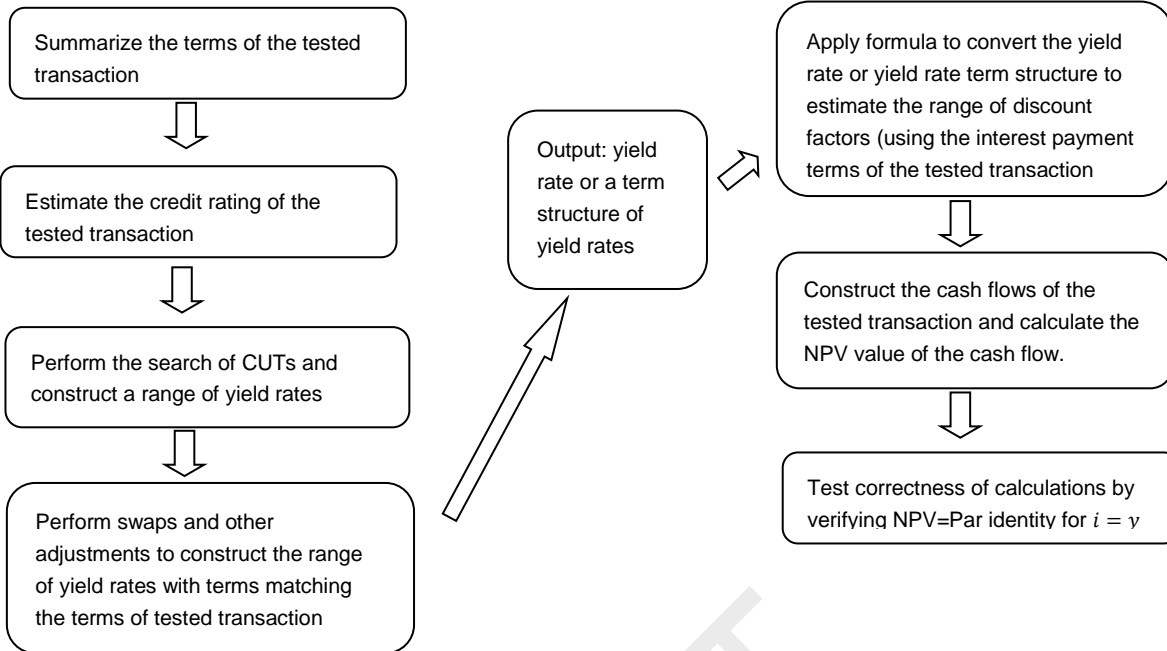 Summarize the terms of the tested
transaction
Estimate the credit rating of the
tested transaction
Perform the search of CUTs and
construct a range of yield rates
Perform swaps and other
adjustments to construct the range
of yield rates with terms matching
the terms of tested transaction
Output: yield
rate or a term
structure of
yield rates
Apply formula to convert the yield
rate or yield rate term structure to
estimate the range of discount
factors (using the interest payment
terms of the tested transaction
Construct the cash flows of the
tested transaction and calculate the
NPV value of the cash flow.
Test correctness of calculations by
verifying NPV=Par identity for 𝑖 = 𝑦